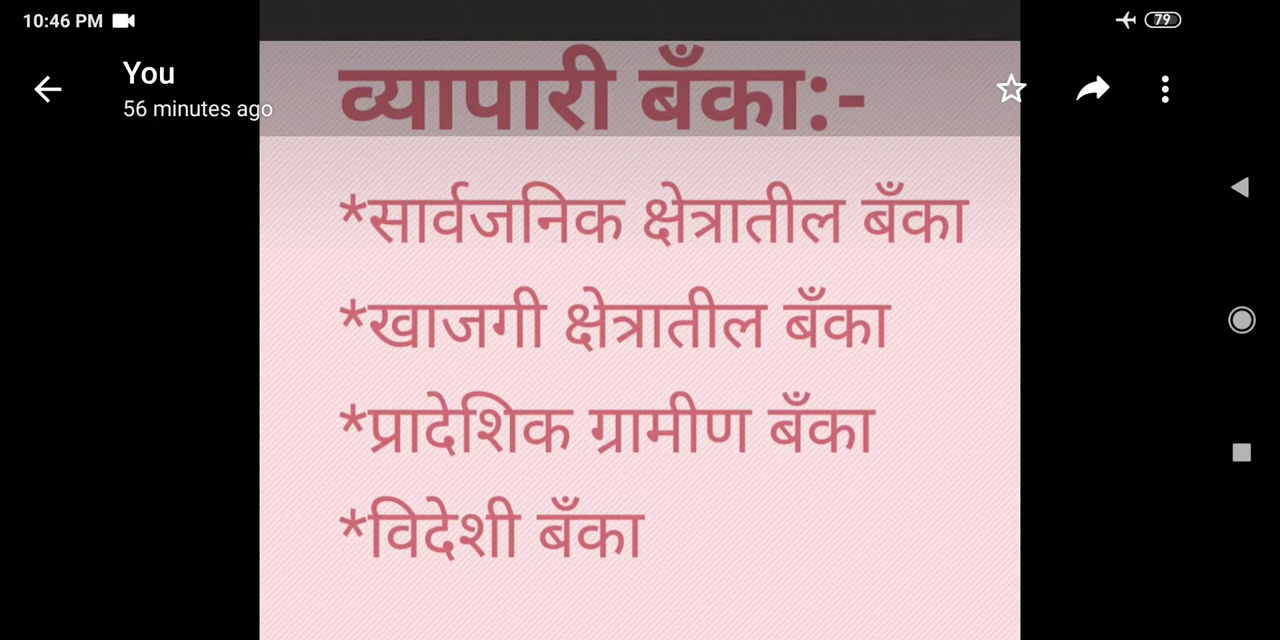 10:46 PM
79
You
56 minutes ago
व्यापारी बँका:-
*सार्वजनिक क्षेत्रातील बँका
*खाजगी क्षेत्रातील बँका
*प्रादेशिक ग्रामीण बँका
*विदेशी बँका